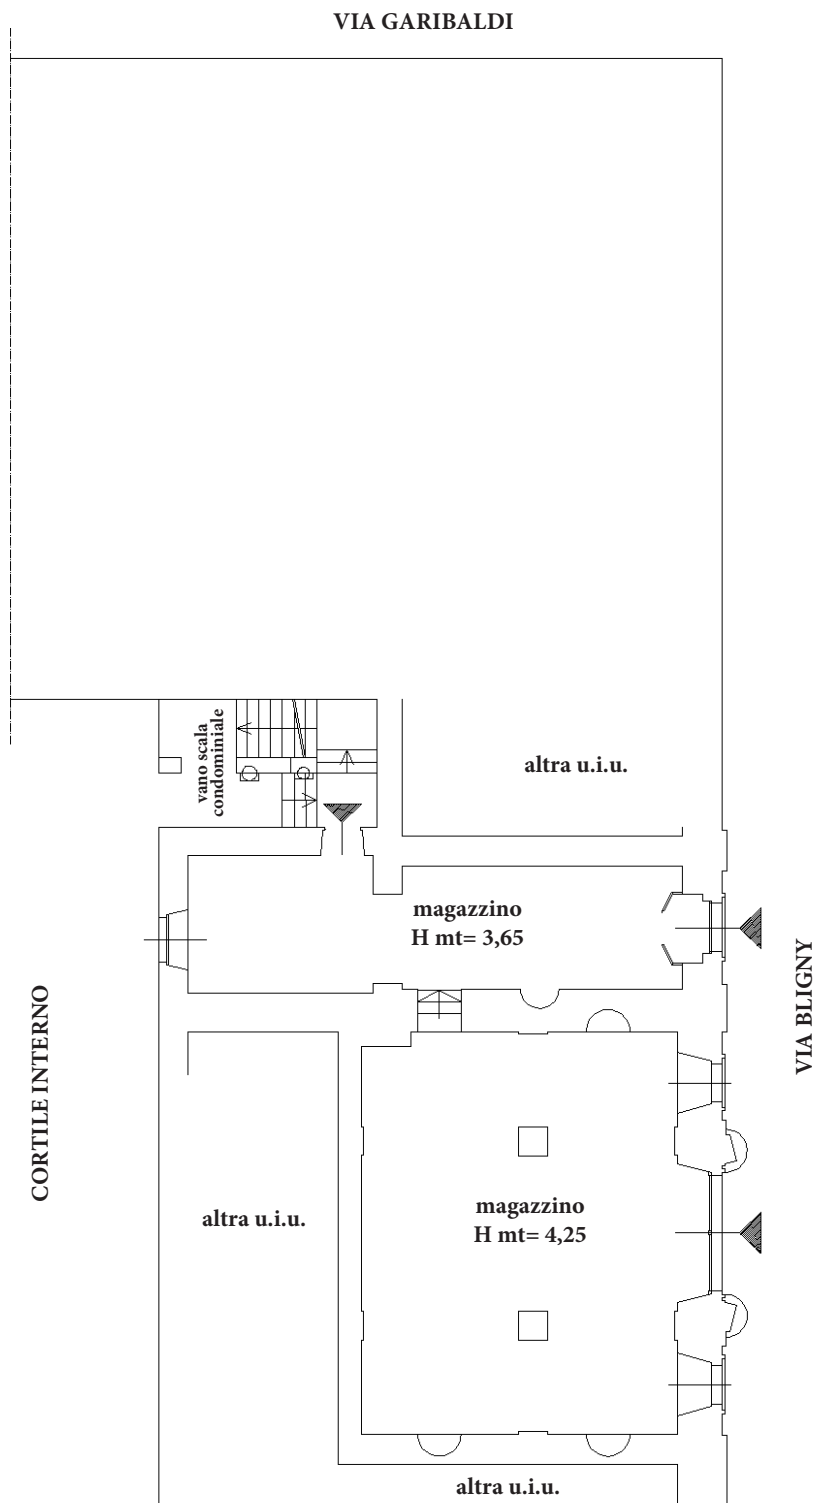 VIA GARIBALDI
vano scala
condominiale
altra u.i.u.
magazzino
H mt= 3,65
VIA BLIGNY
CORTILE INTERNO
altra u.i.u.
magazzino
H mt= 4,25
altra u.i.u.